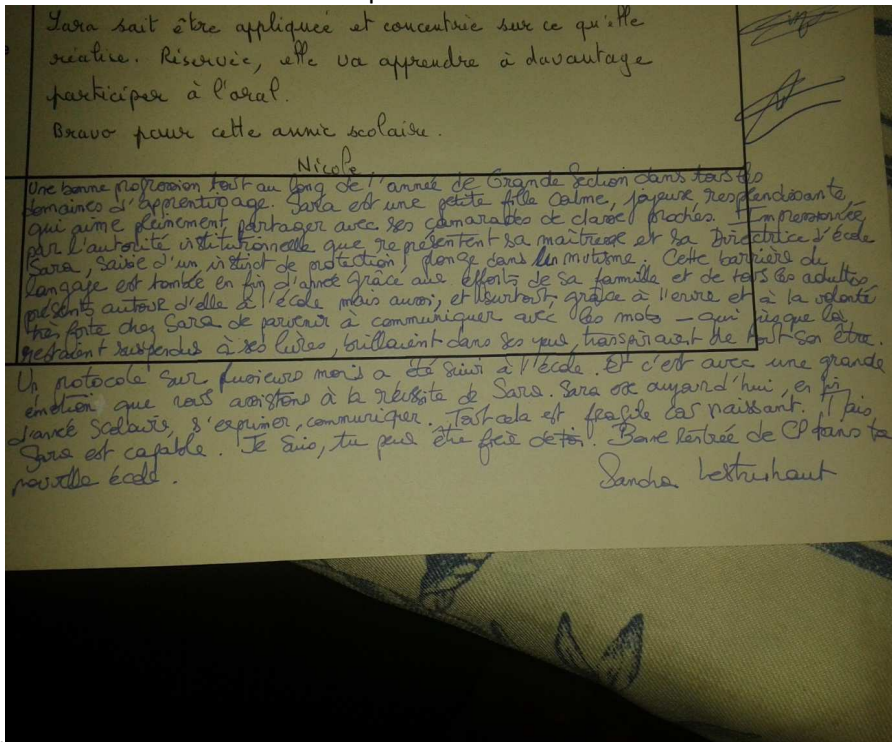 Sara sait être appliquée et concentrée sur ce qu'elle
réalise. Réservée, elle va apprendre à davantage
participer à l'oral.
Bravo pour cette année scolaire.
Nicole
Une bonne progression tout au long de l'année de Grande Section dans tous les
domaines d'apprentissage. Sara est une petite fille calme, joyeuse, resplendissante,
qui aime pleinement partager avec ses camarades de classe proches. Impressionnée
par l'autorité institutionnelle que représentent sa maîtresse et sa Directrice d'école
Sara, saisie d'un instinct de protection, plonge dans un mutisme. Cette barrière du
langage est tombée en fin d'année grâce aux efforts de sa famille et de tous les adultes
présents autour d'elle à l'école mais aussi, et surtout, grâce à l'envie et à la volonté
très forte chez Sara de parvenir à communiquer avec les mots - qui jusque là
restaient suspendus à ses lèvres, brillaient dans ses yeux, transpiraient de tout son être.
Un protocole sur plusieurs mois a été suivi à l'école. Et c'est avec une grande
émotion que nous assistons à la réussite de Sara. Sara ose aujourd'hui, en fin
d'année scolaire, s'exprimer, communiquer. Tout cela est fragile car naissant. Mais
Sara est capable. Je sais, tu peux être fière de toi. Bonne rentrée de CP dans ta
nouvelle école.
Sandra